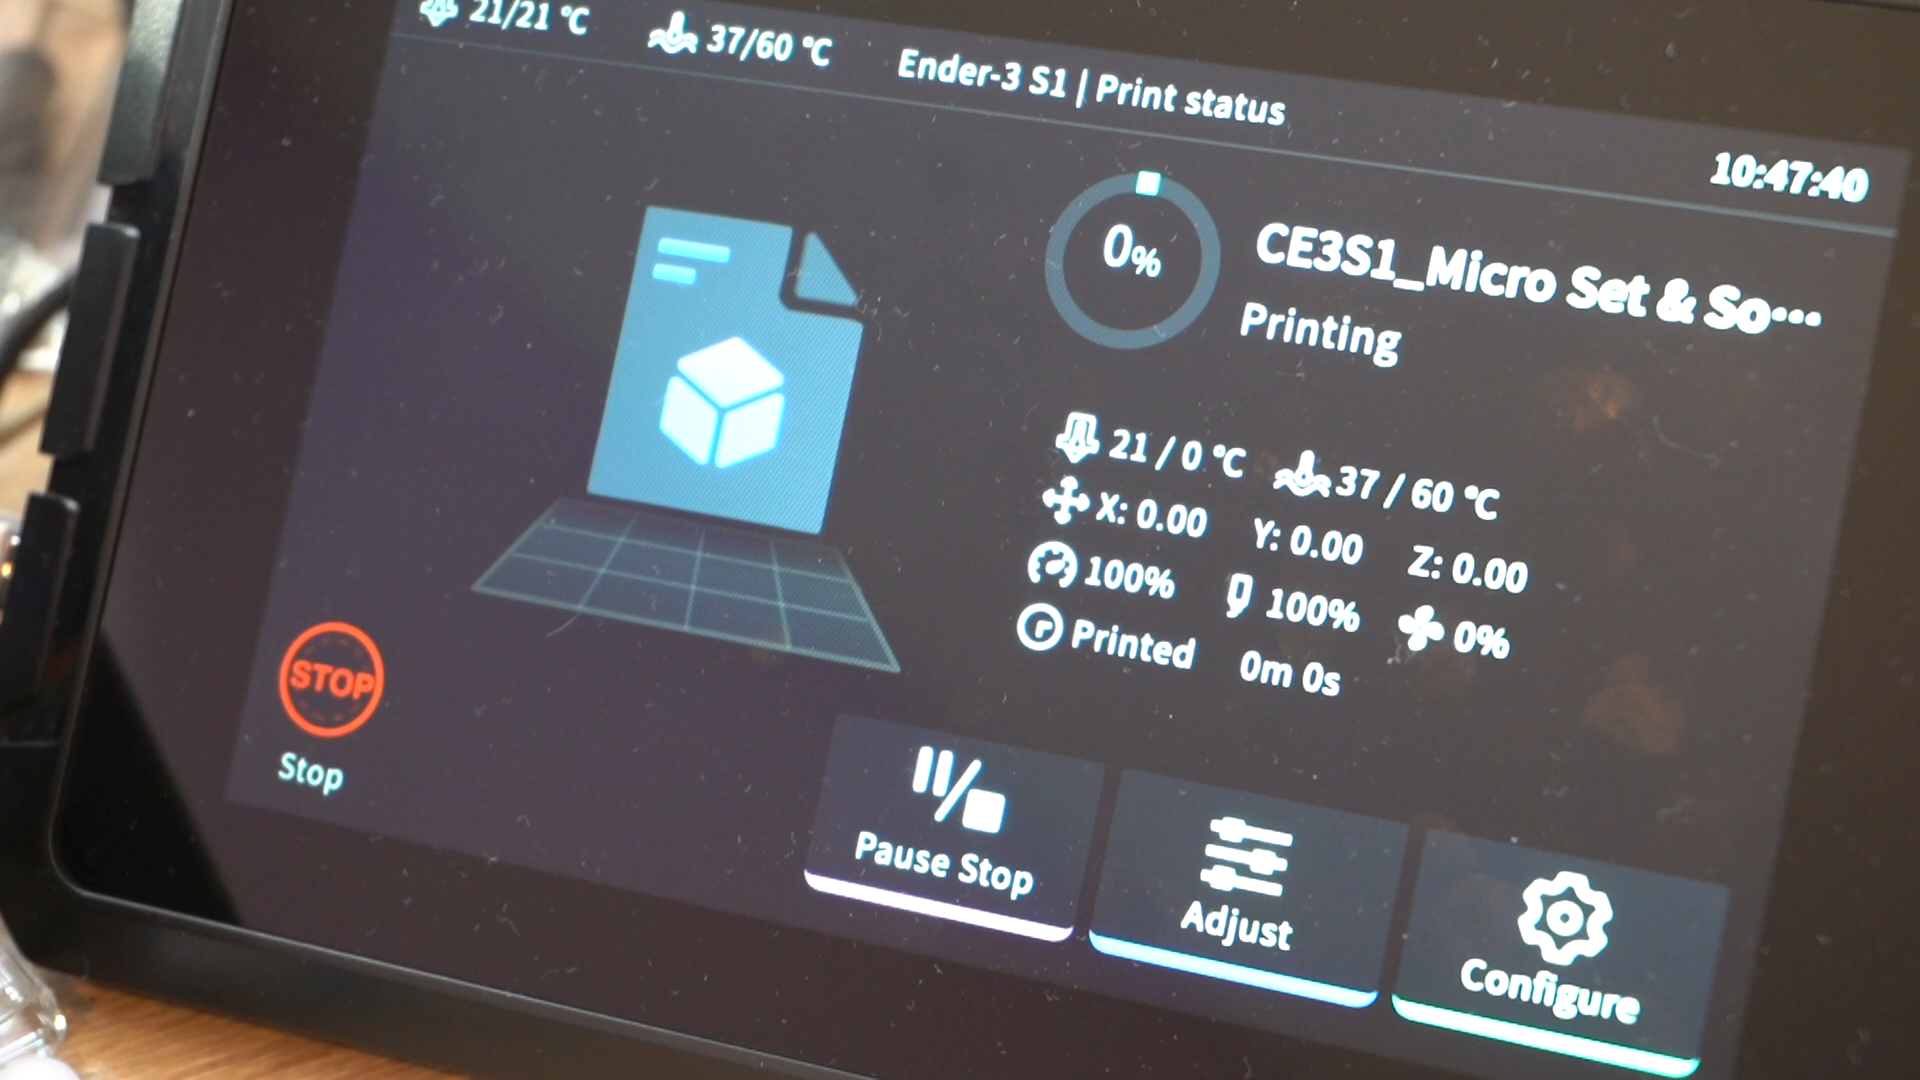 21/21 °C 37/60 °C Ender-3 S1 | Print status 10:47:40
0% CE3S1_Micro Set & So···
Printing
21 / 0 °C 37 / 60 °C
X: 0.00 Y: 0.00 Z: 0.00
100% 100% 0%
Printed 0m 0s
STOP
Stop
Pause Stop
Adjust
Configure